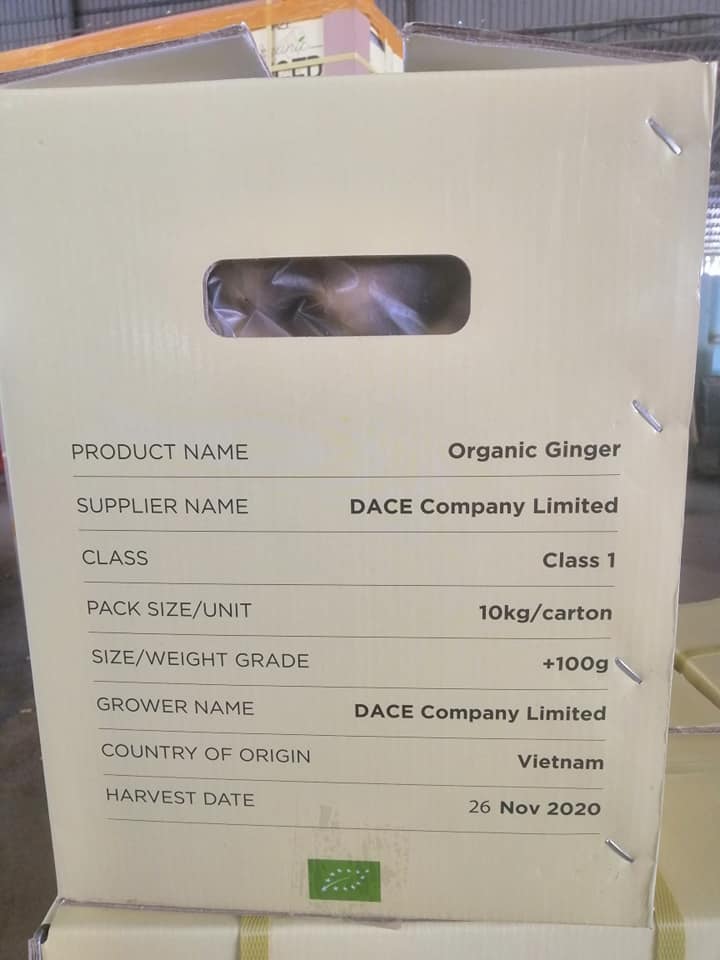 PRODUCT NAME Organic Ginger
SUPPLIER NAME DACE Company Limited
CLASS Class 1
PACK SIZE/UNIT 10kg/carton
SIZE/WEIGHT GRADE +100g
GROWER NAME DACE Company Limited
COUNTRY OF ORIGIN Vietnam
HARVEST DATE 26 Nov 2020